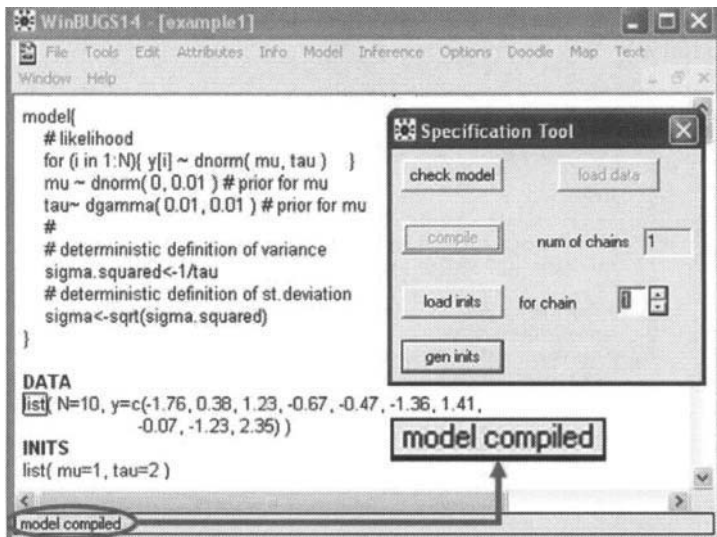 WinBUGS14 - [example1]
File Tools Edit Attributes Info Model Inference Options Doodle Map Text
Window Help
model{
# likelihood
for (i in 1:N){ y[i] ~ dnorm( mu, tau ) }
mu ~ dnorm( 0, 0.01 ) # prior for mu
tau~ dgamma( 0.01, 0.01 ) # prior for mu
#
# deterministic definition of variance
sigma.squared<-1/tau
# deterministic definition of st.deviation
sigma<-sqrt(sigma.squared)
}
DATA
list( N=10, y=c(-1.76, 0.38, 1.23, -0.67, -0.47, -1.36, 1.41,
-0.07, -1.23, 2.35) )
INITS
list( mu=1, tau=2 )
Specification Tool
check model load data
compile num of chains 1
load inits for chain 1
gen inits
model compiled
model compiled